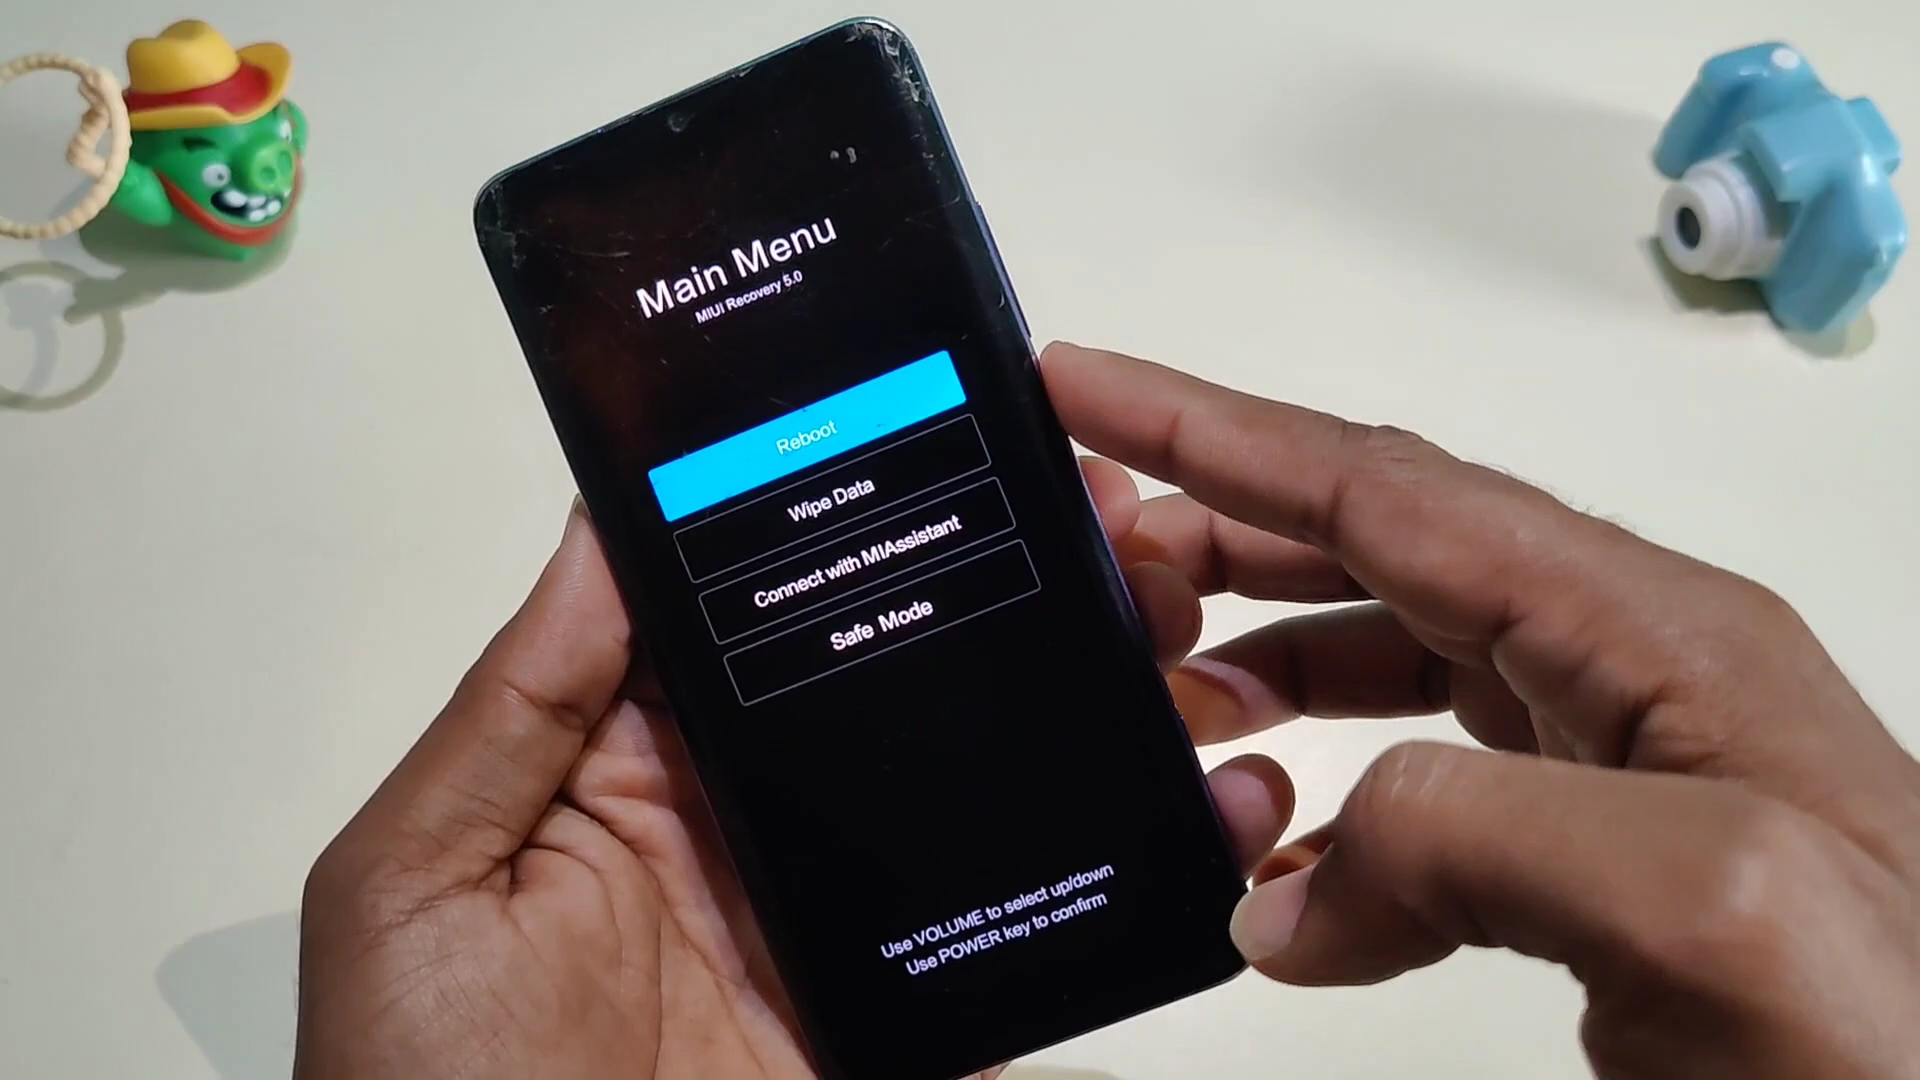 Main Menu
MIUI Recovery 5.0
Reboot
Wipe Data
Connect with MIAssistant
Safe Mode
Use VOLUME to select up/down
Use POWER key to confirm